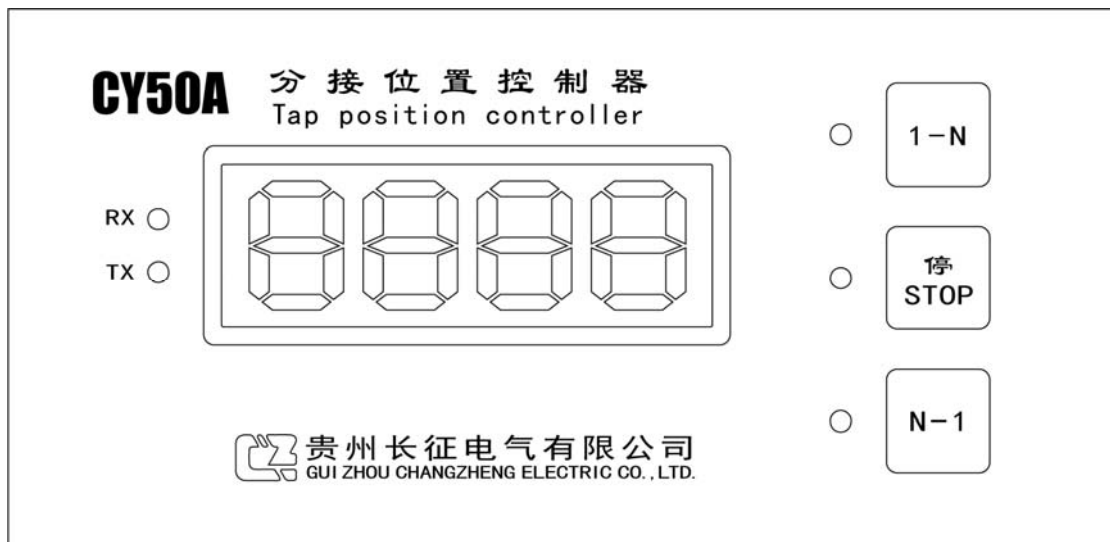 CY50A
分接位置控制器
Tap position controller
RX
TX
8888
1-N
停
STOP
N-1
贵州长征电气有限公司
GUI ZHOU CHANGZHENG ELECTRIC CO.,LTD.